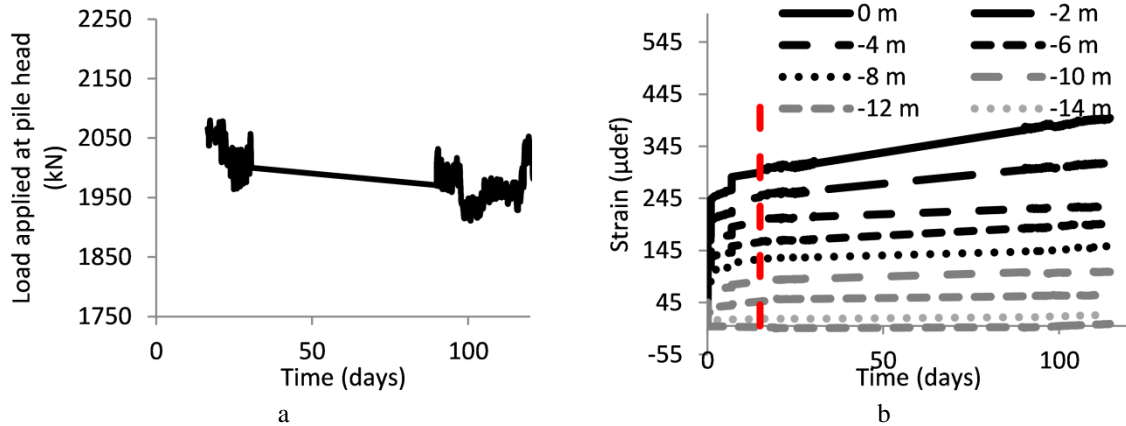 Load applied at pile head
(kN)
2250
2150
2050
1950
1850
1750
0
50
100
Time (days)
a
Strain (µdef)
545
445
345
245
145
45
-55
0 m
-2 m
-4 m
-6 m
-8 m
-10 m
-12 m
-14 m
0
50
100
Time (days)
b